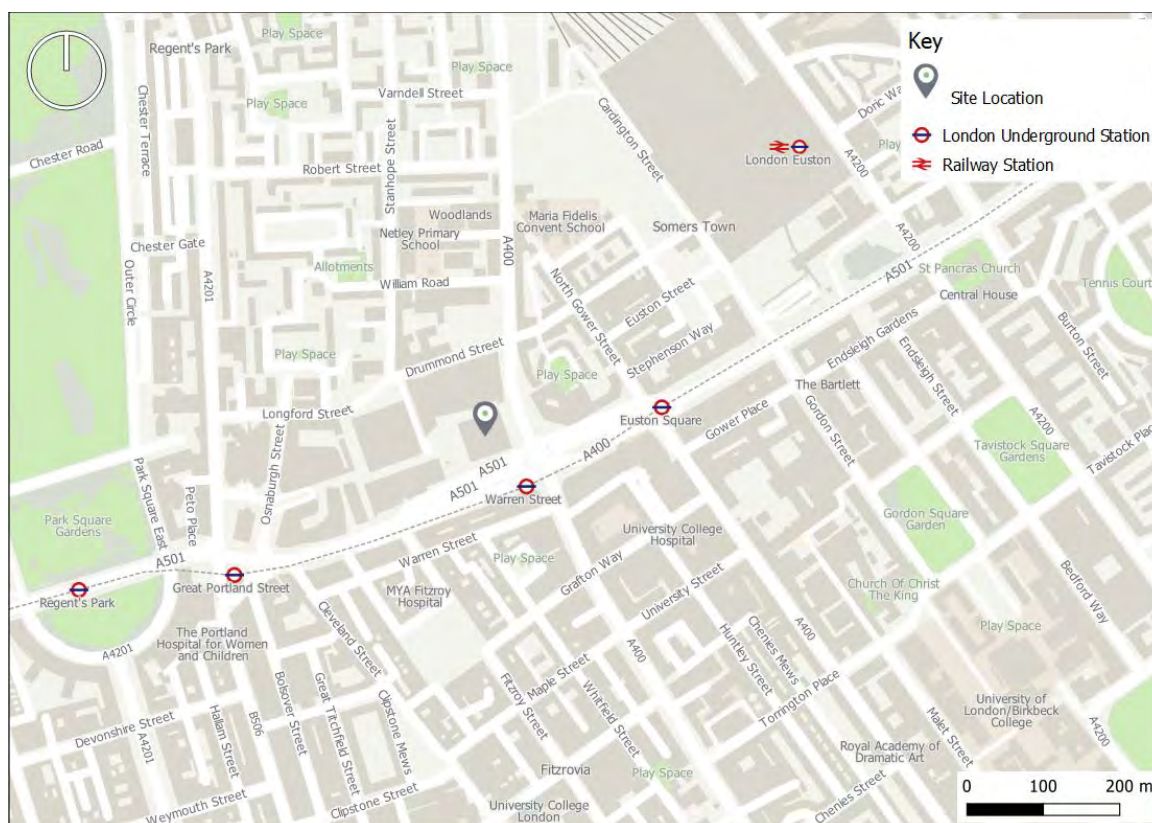 Key
Site Location
London Underground Station
Railway Station
Regent's Park
Play Space
Play Space
Play Space
Varndell Street
Chester Terrace
Chester Road
Robert Street
Stanhope Street
Cardington Street
Doric Wa
London Euston
A4200
Play
Woodlands
Netley Primary
School
Maria Fidelis
Convent School
Somers Town
A400
A4200
A501
St Pancras Church
Central House
Tennis Court
Chester Gate
Outer Circle
A4201
Allotments
William Road
North Gower Street
Euston Street
Stephenson Way
Endsleigh Gardens
Endsleigh Street
Burton Street
Play Space
Drummond Street
Play Space
The Bartlett
Longford Street
Euston Square
Gower Place
Gordon Street
A4200
Tavistock Square
Gardens
Tavistock Place
Osnaburgh Street
A501
A501
A400
Park Square East
Peto Place
Warren Street
Gordon Square
Garden
Park Square
Gardens
University College
Hospital
A501
Warren Street
Play Space
Grafton Way
University Street
Church Of Christ
The King
Bedford Way
Regent's Park
Great Portland Street
MYA Fitzroy
Hospital
Cleveland Street
A4201
The Portland
Hospital for Women
and Children
Huntley Street
Chenies Mews
A400
A400
Play Space
Maple Street
Torrington Place
Bolsover Street
Great Titchfield Street
Clipstone Mews
Fitzroy Street
Whitfield Street
Malet Street
University of
London/Birkbeck
College
Devonshire Street
A4201
Hallam Street
B506
A4200
Royal Academy of
Dramatic Art
Fitzrovia
Play Space
Chenies Street
Weymouth Street
Clipstone Street
University College
London
0 100 200 m